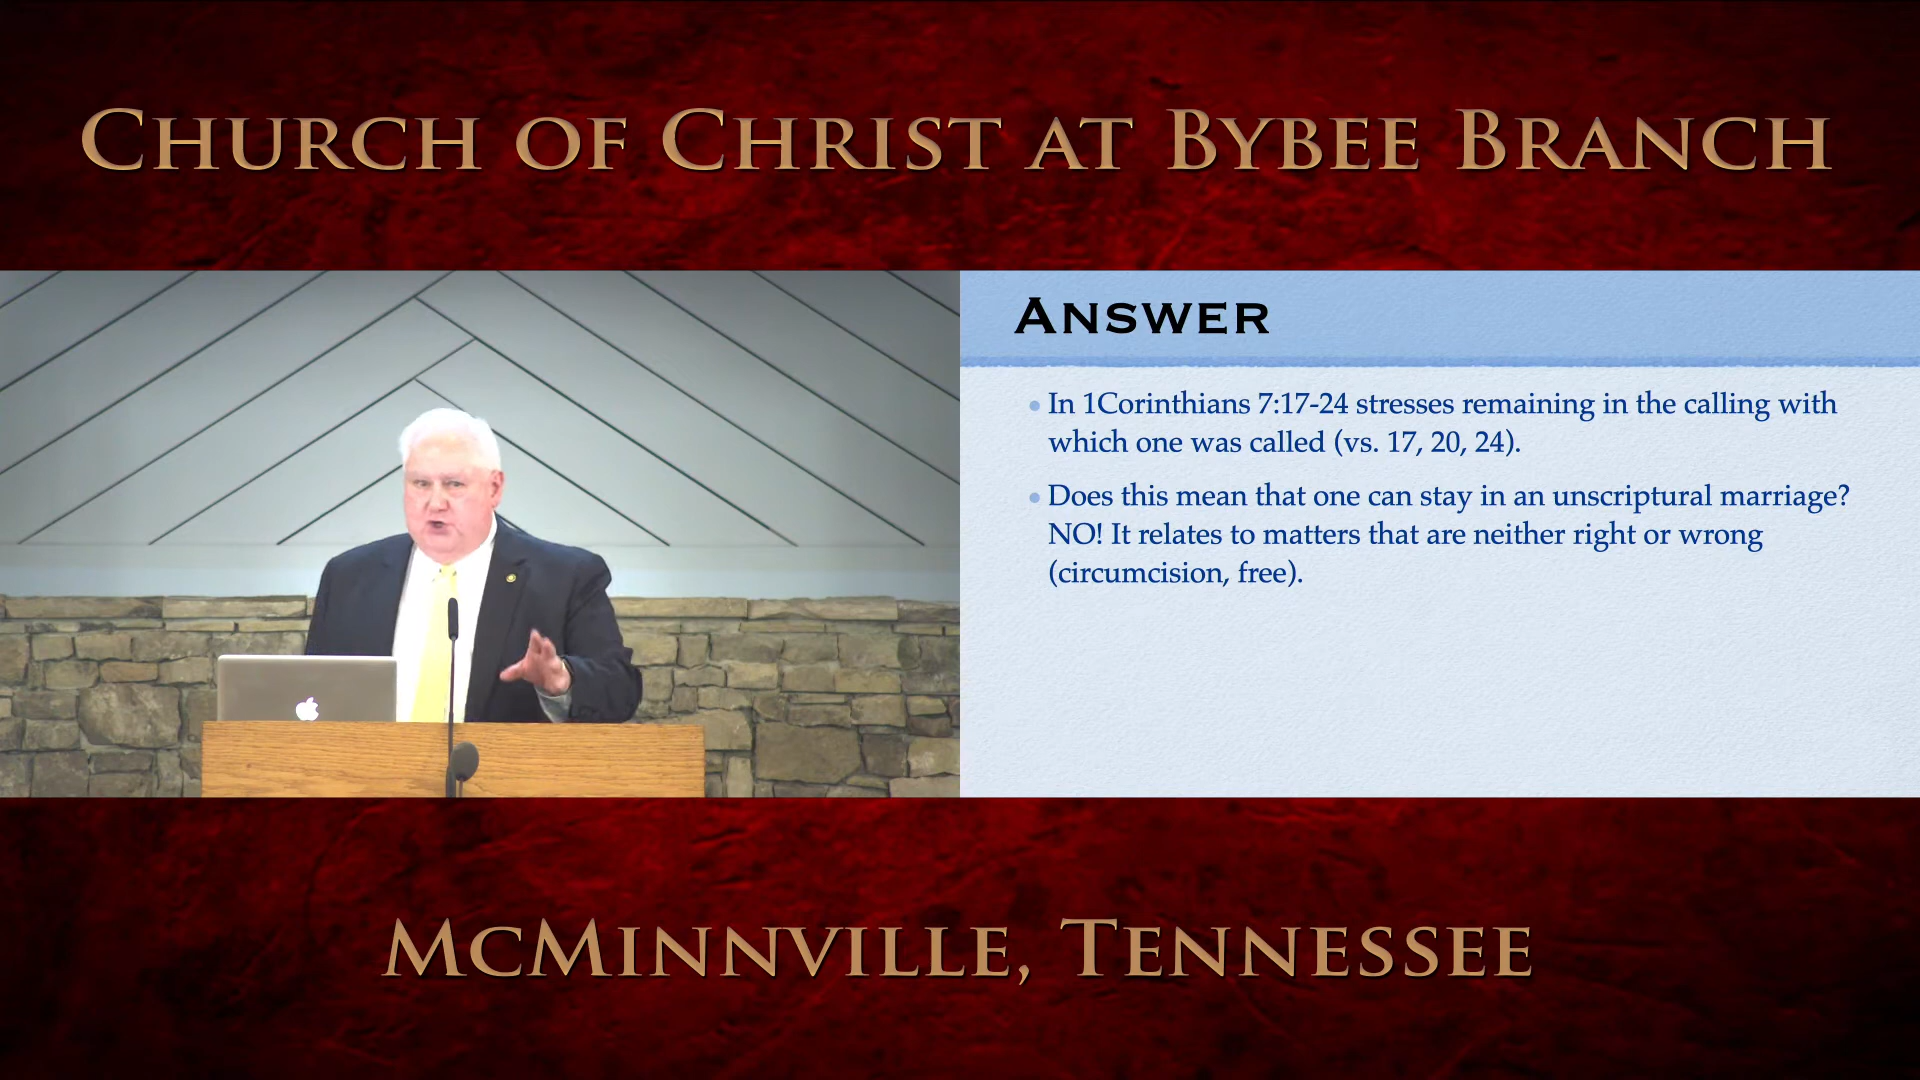 CHURCH OF CHRIST AT BYBEE BRANCH
ANSWER
• In 1Corinthians 7:17-24 stresses remaining in the calling with
which one was called (vs. 17, 20, 24).
• Does this mean that one can stay in an unscriptural marriage?
NO! It relates to matters that are neither right or wrong
(circumcision, free).
MCMINNVILLE, TENNESSEE